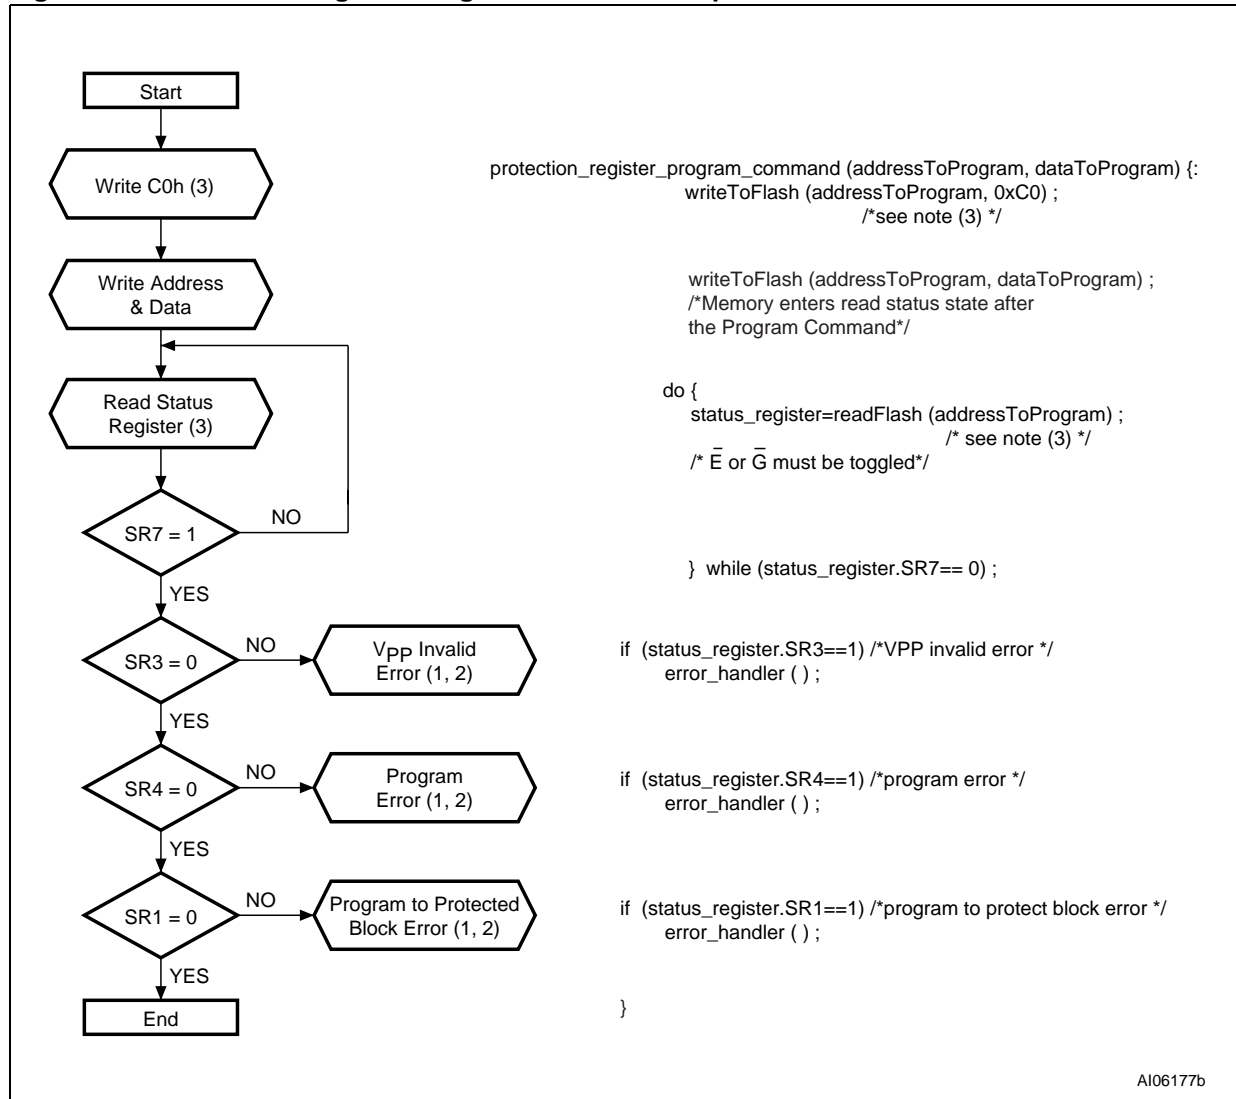 Start
Write C0h (3)
Write Address
& Data
Read Status
Register (3)
SR7 = 1
NO
YES
SR3 = 0
NO
VPP Invalid
Error (1, 2)
YES
SR4 = 0
NO
Program
Error (1, 2)
YES
SR1 = 0
NO
Program to Protected
Block Error (1, 2)
YES
End
protection_register_program_command (addressToProgram, dataToProgram) {:
writeToFlash (addressToProgram, 0xC0) ;
/*see note (3) */
writeToFlash (addressToProgram, dataToProgram) ;
/*Memory enters read status state after
the Program Command*/
do {
status_register=readFlash (addressToProgram) ;
/* see note (3) */
/* E̅ or G̅ must be toggled*/
} while (status_register.SR7== 0) ;
if (status_register.SR3==1) /*VPP invalid error */
error_handler ( ) ;
if (status_register.SR4==1) /*program error */
error_handler ( ) ;
if (status_register.SR1==1) /*program to protect block error */
error_handler ( ) ;
}
AI06177b